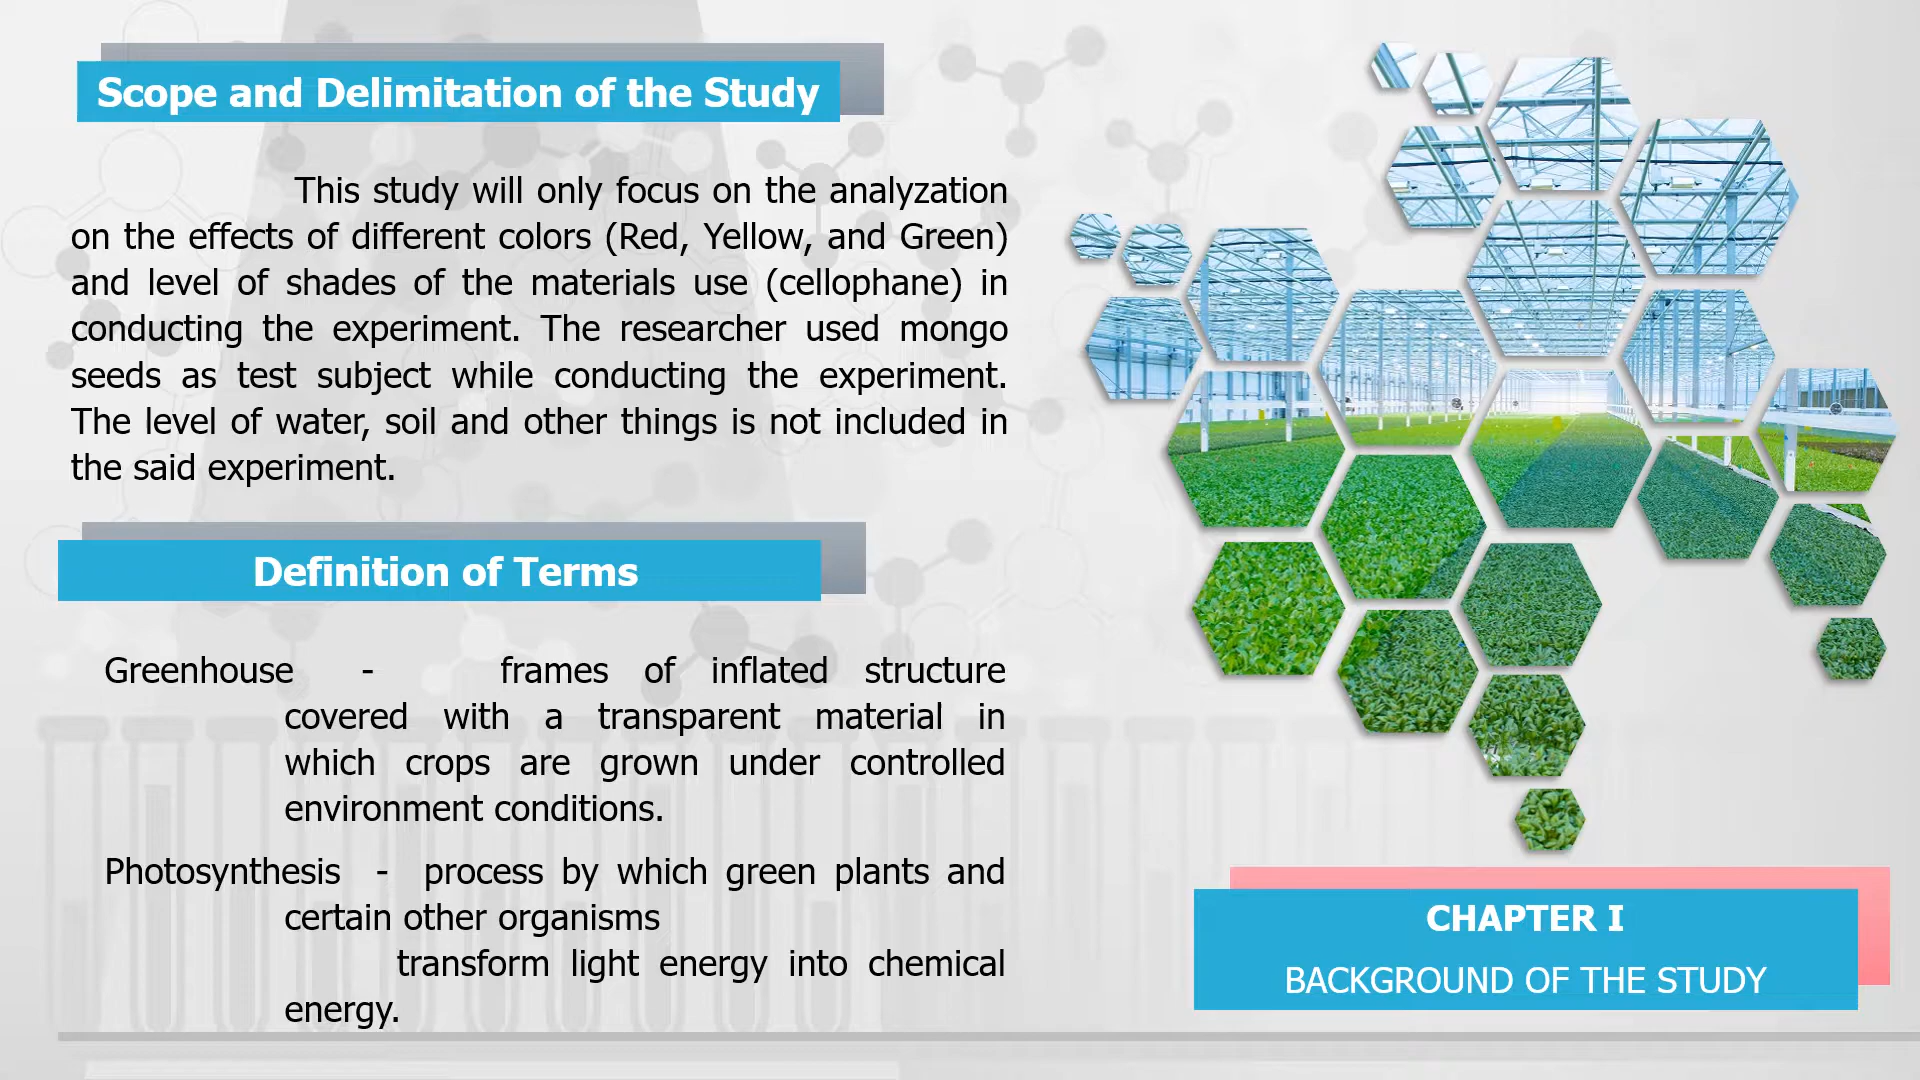 Scope and Delimitation of the Study
This study will only focus on the analyzation
on the effects of different colors (Red, Yellow, and Green)
and level of shades of the materials use (cellophane) in
conducting the experiment. The researcher used mongo
seeds as test subject while conducting the experiment.
The level of water, soil and other things is not included in
the said experiment.
Definition of Terms
Greenhouse - frames of inflated structure
covered with a transparent material in
which crops are grown under controlled
environment conditions.
Photosynthesis - process by which green plants and
certain other organisms
transform light energy into chemical
energy.
CHAPTER I
BACKGROUND OF THE STUDY